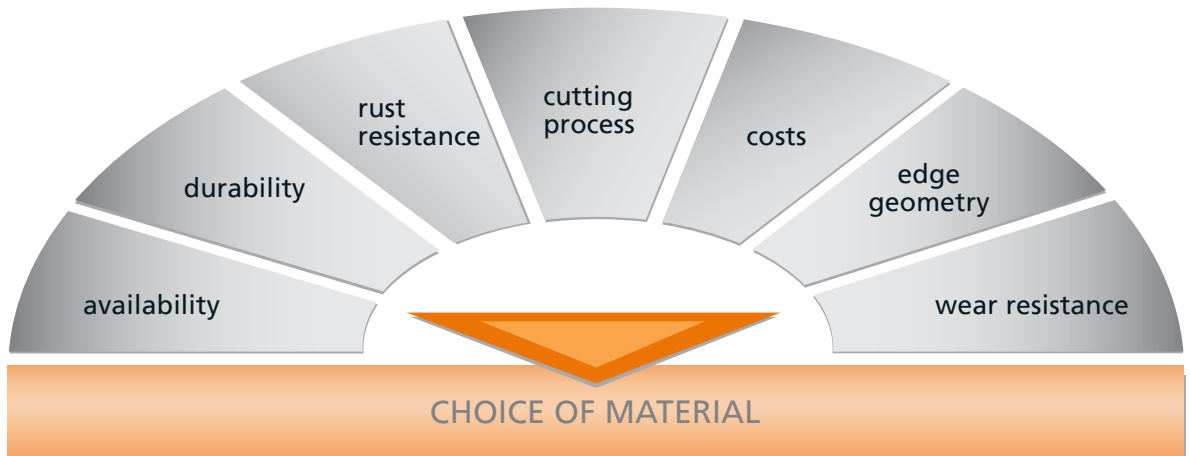 availability
durability
rust
resistance
cutting
process
costs
edge
geometry
wear resistance
CHOICE OF MATERIAL